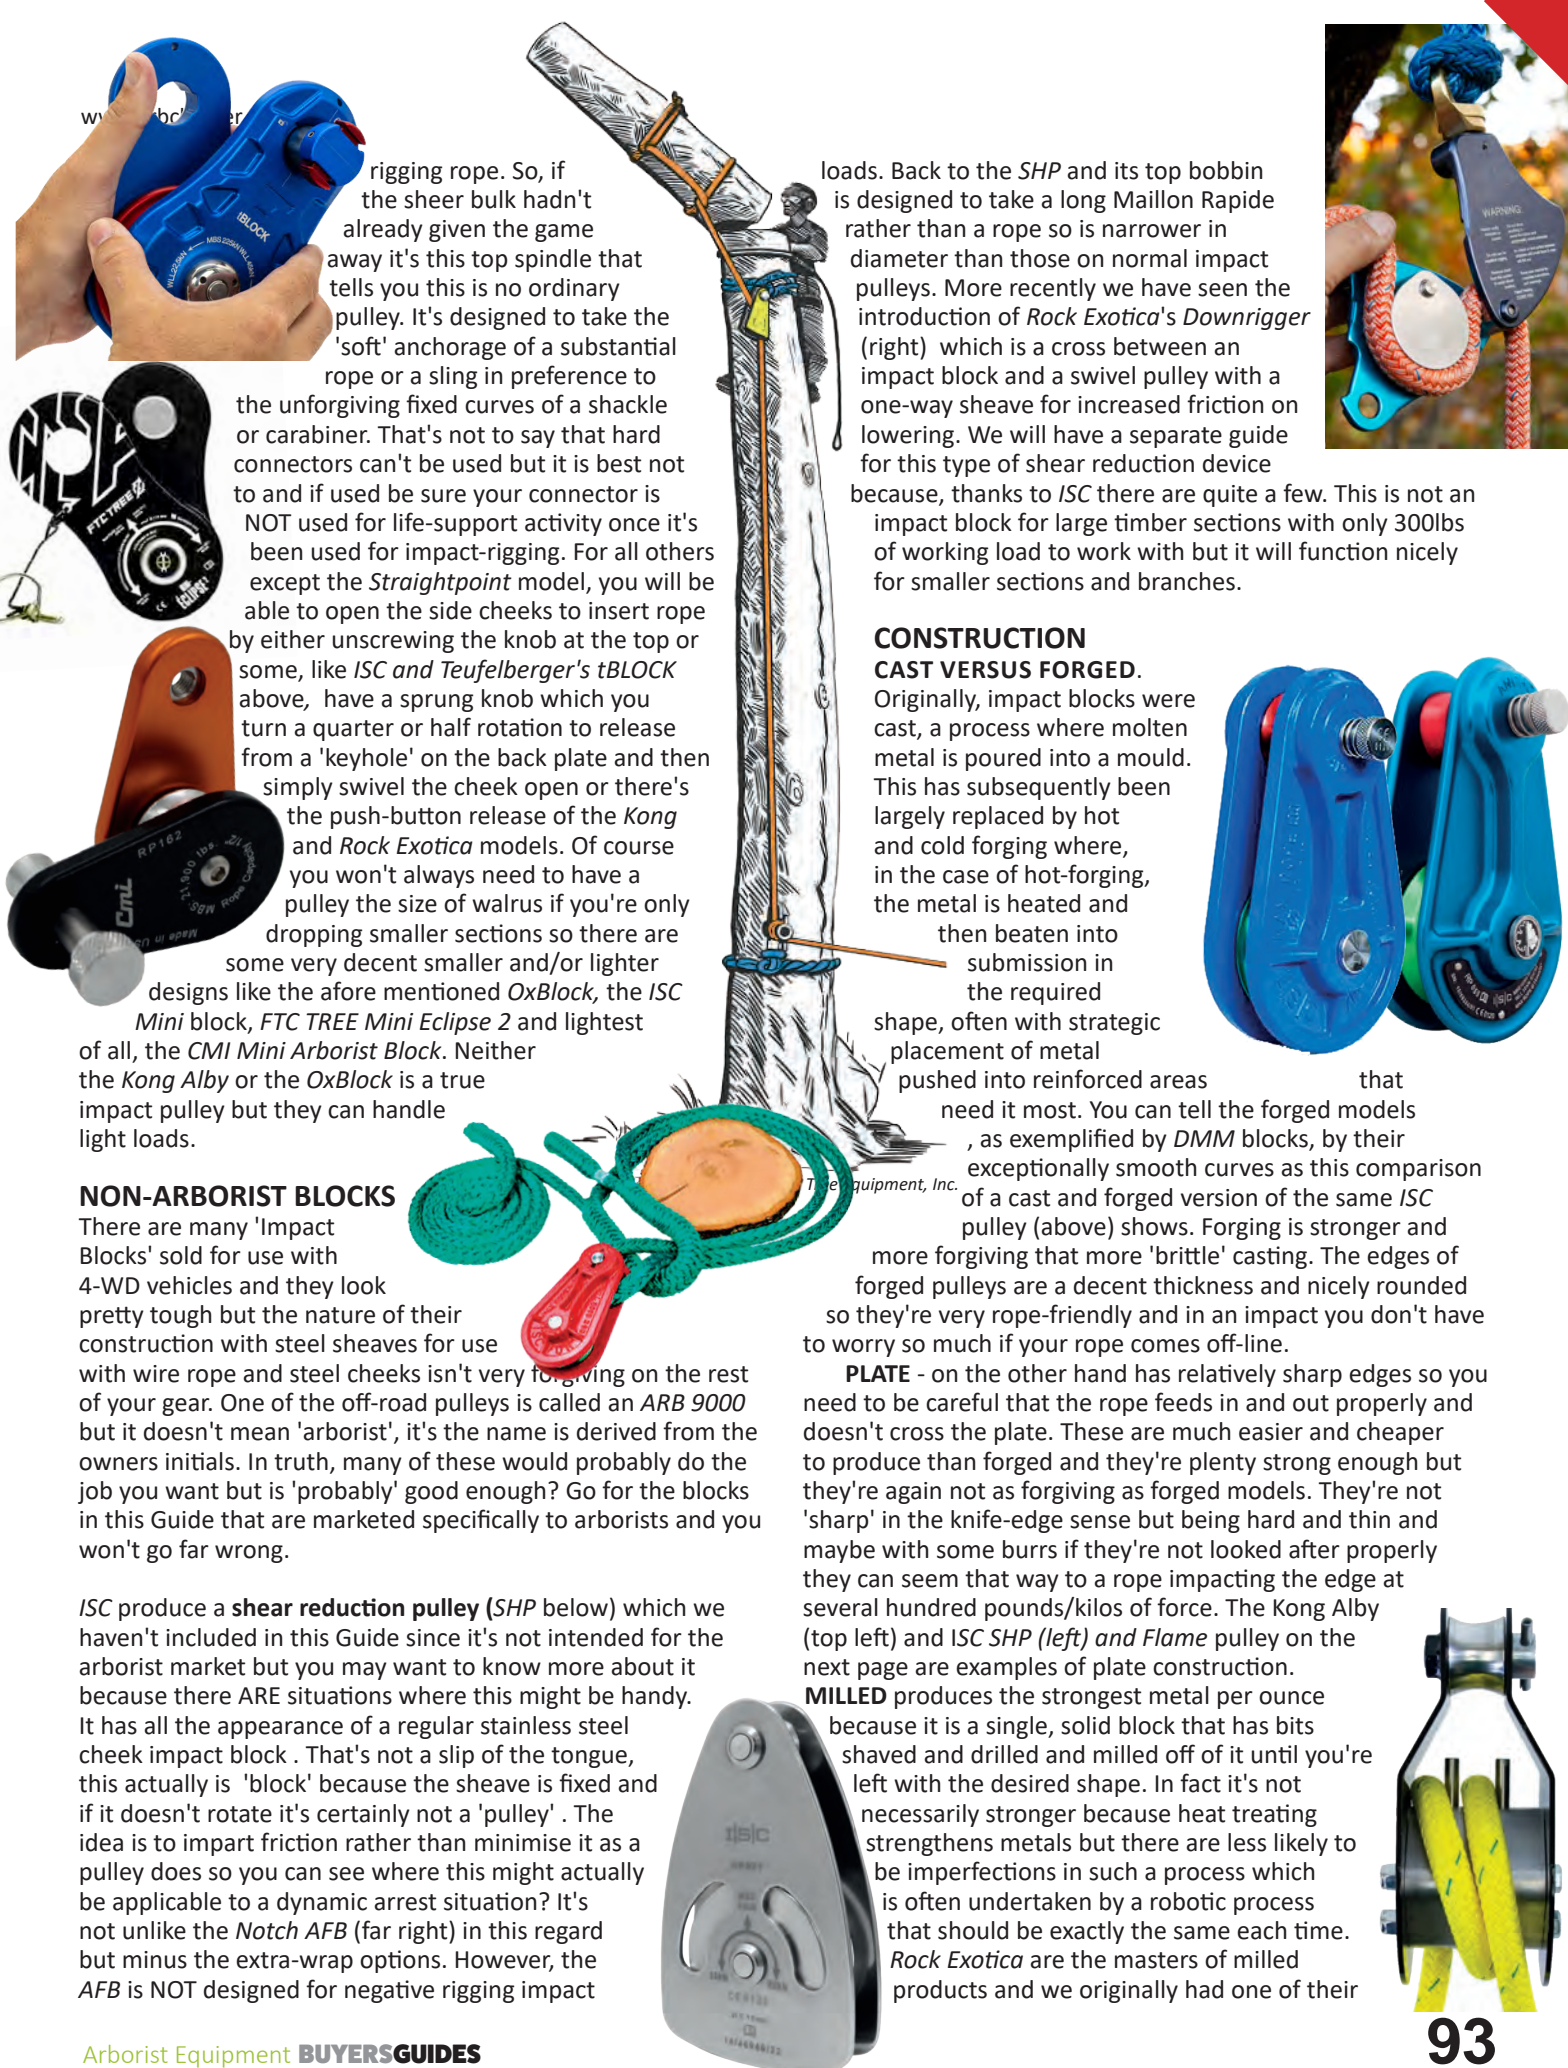 rigging rope. So, if
the sheer bulk hadn't
already given the game
away it's this top spindle that
tells you this is no ordinary
pulley. It's designed to take the
'soft' anchorage of a substantial
rope or a sling in preference to
the unforgiving fixed curves of a shackle
or carabiner. That's not to say that hard
connectors can't be used but it is best not
to and if used be sure your connector is
NOT used for life-support activity once it's
been used for impact-rigging. For all others
except the Straightpoint model, you will be
able to open the side cheeks to insert rope
by either unscrewing the knob at the top or
some, like ISC and Teufelberger's tBLOCK
above,  have a sprung knob which you
turn a quarter or half rotation to release
from a 'keyhole' on the back plate and then
simply swivel the cheek open or there's
the push-button release of the Kong
and Rock Exotica models. Of course
you won't always need to have a
pulley the size of walrus if you're only
dropping smaller sections so there are
some very decent smaller and/or lighter
designs like the afore mentioned OxBlock, the ISC
Mini block, FTC TREE Mini Eclipse 2 and lightest
of all, the CMI Mini Arborist Block. Neither
the Kong Alby or the OxBlock is a true
impact pulley but they can handle
light loads.
NON-ARBORIST BLOCKS
There are many 'Impact
Blocks' sold for use with
4-WD vehicles and they look
pretty tough but the nature of their
construction with steel sheaves for use
with wire rope and steel cheeks isn't very forgiving on the rest
of your gear. One of the off-road pulleys is called an ARB 9000
but it doesn't mean 'arborist', it's the name is derived from the
owners initials. In truth, many of these would probably do the
job you want but is 'probably' good enough? Go for the blocks
in this Guide that are marketed specifically to arborists and you
won't go far wrong.
ISC produce a shear reduction pulley (SHP below) which we
haven't included in this Guide since it's not intended for the
arborist market but you may want to know more about it
because there ARE situations where this might be handy.
It has all the appearance of a regular stainless steel
cheek impact block . That's not a slip of the tongue,
this actually is  'block' because the sheave is fixed and
if it doesn't rotate it's certainly not a 'pulley' . The
idea is to impart friction rather than minimise it as a
pulley does so you can see where this might actually
be applicable to a dynamic arrest situation? It's
not unlike the Notch AFB (far right) in this regard
but minus the extra-wrap options. However, the
AFB is NOT designed for negative rigging impact
loads. Back to the SHP and its top bobbin
is designed to take a long Maillon Rapide
rather than a rope so is narrower in
diameter than those on normal impact
pulleys. More recently we have seen the
introduction of Rock Exotica's Downrigger
(right)  which is a cross between an
impact block and a swivel pulley with a
one-way sheave for increased friction on
lowering. We will have a separate guide
for this type of shear reduction device
because, thanks to ISC there are quite a few. This is not an
impact block for large timber sections with only 300lbs
of working load to work with but it will function nicely
for smaller sections and branches.
CONSTRUCTION
CAST VERSUS FORGED.
Originally, impact blocks were
cast, a process where molten
metal is poured into a mould.
This has subsequently been
largely replaced by hot
and cold forging where,
in the case of hot-forging,
the metal is heated and
then beaten into
submission in
the required
shape, often with strategic
placement of metal
pushed into reinforced areas that
need it most. You can tell the forged models
, as exemplified by DMM blocks, by their
exceptionally smooth curves as this comparison
of a cast and forged version of the same ISC
pulley (above) shows. Forging is stronger and
more forgiving that more 'brittle' casting. The edges of
forged pulleys are a decent thickness and nicely rounded
so they're very rope-friendly and in an impact you don't have
to worry so much if your rope comes off-line.
PLATE - on the other hand has relatively sharp edges so you
need to be careful that the rope feeds in and out properly and
doesn't cross the plate. These are much easier and cheaper
to produce than forged and they're plenty strong enough but
they're again not as forgiving as forged models. They're not
'sharp' in the knife-edge sense but being hard and thin and
maybe with some burrs if they're not looked after properly
they can seem that way to a rope impacting the edge at
several hundred pounds/kilos of force. The Kong Alby
(top left) and ISC SHP (left) and Flame pulley on the
next page are examples of plate construction.
MILLED produces the strongest metal per ounce
because it is a single, solid block that has bits
shaved and drilled and milled off of it until you're
left with the desired shape. In fact it's not
necessarily stronger because heat treating
strengthens metals but there are less likely to
be imperfections in such a process which
is often undertaken by a robotic process
that should be exactly the same each time.
Rock Exotica are the masters of milled
products and we originally had one of their
tBLOCK
WLL22,5kN MBS 225kN WLL45kN
FTC TREE
ECLIPSE
RP162
Cmi
MBS-21,900 lbs. 1/2" Rope Capacity
Made in USA
WARNING
Equipment, Inc.
ISC
Arborist Equipment BUYERSGUIDES
93